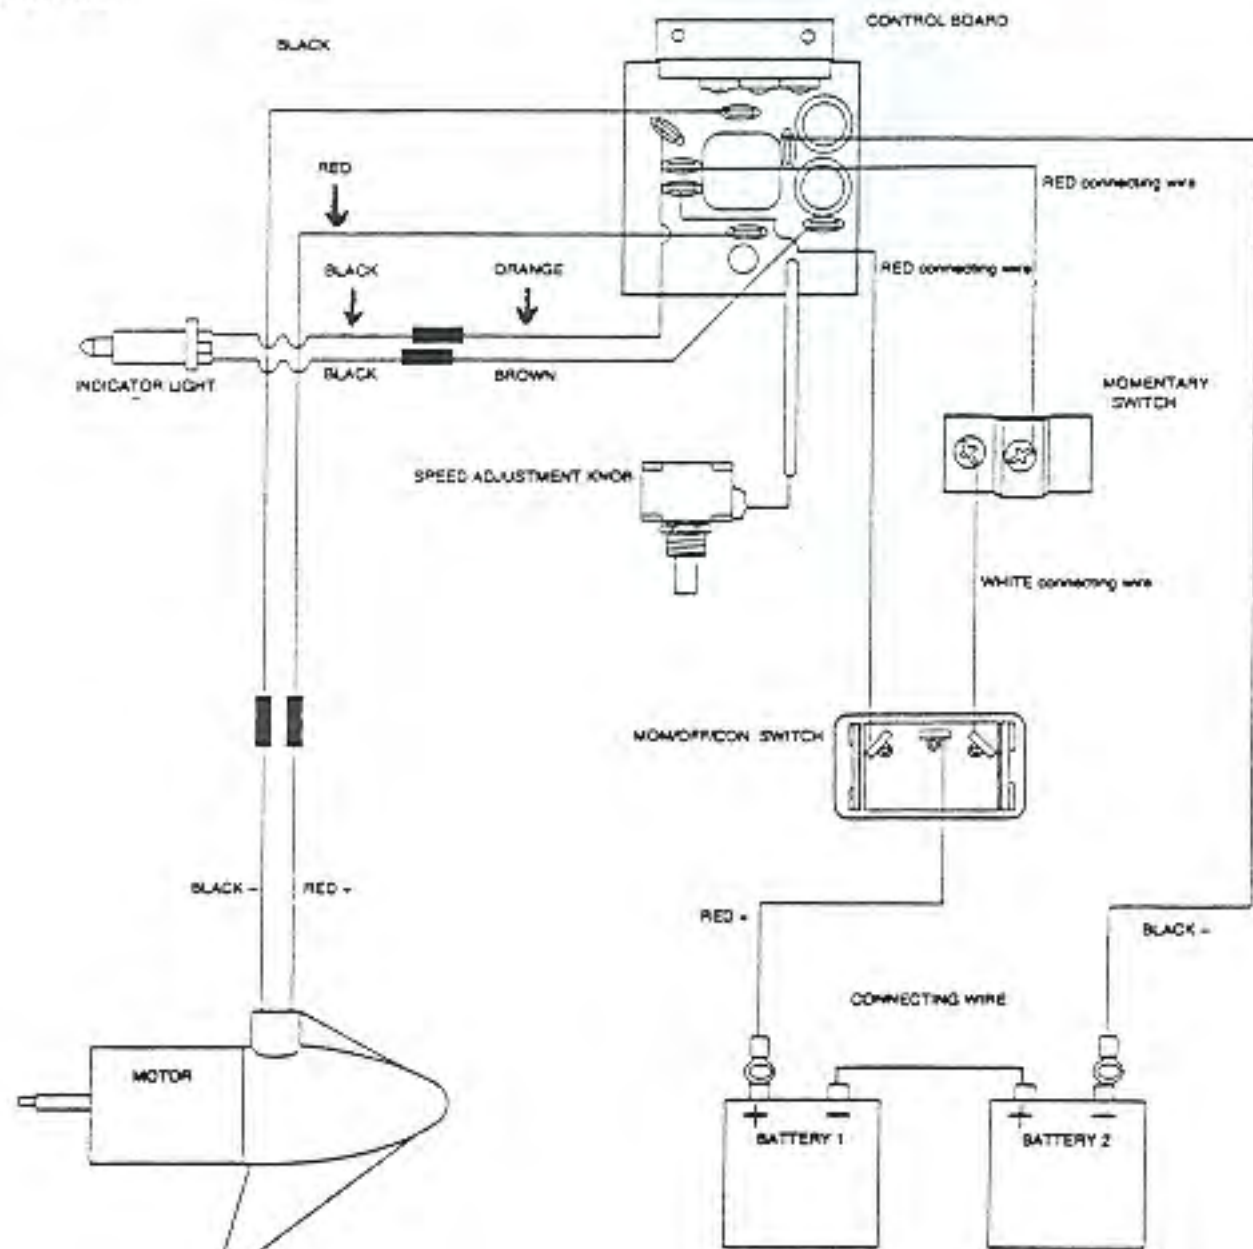 CONTROL BOARD
BLACK
RED
RED connecting wire
BLACK
ORANGE
RED connecting wire
INDICATOR LIGHT
BLACK
BROWN
MOMENTARY
SWITCH
SPEED ADJUSTMENT KNOB
WHITE connecting wire
MOM/OFF/CON SWITCH
BLACK -
RED +
RED +
BLACK -
CONNECTING WIRE
MOTOR
+
-
+
-
BATTERY 1
BATTERY 2